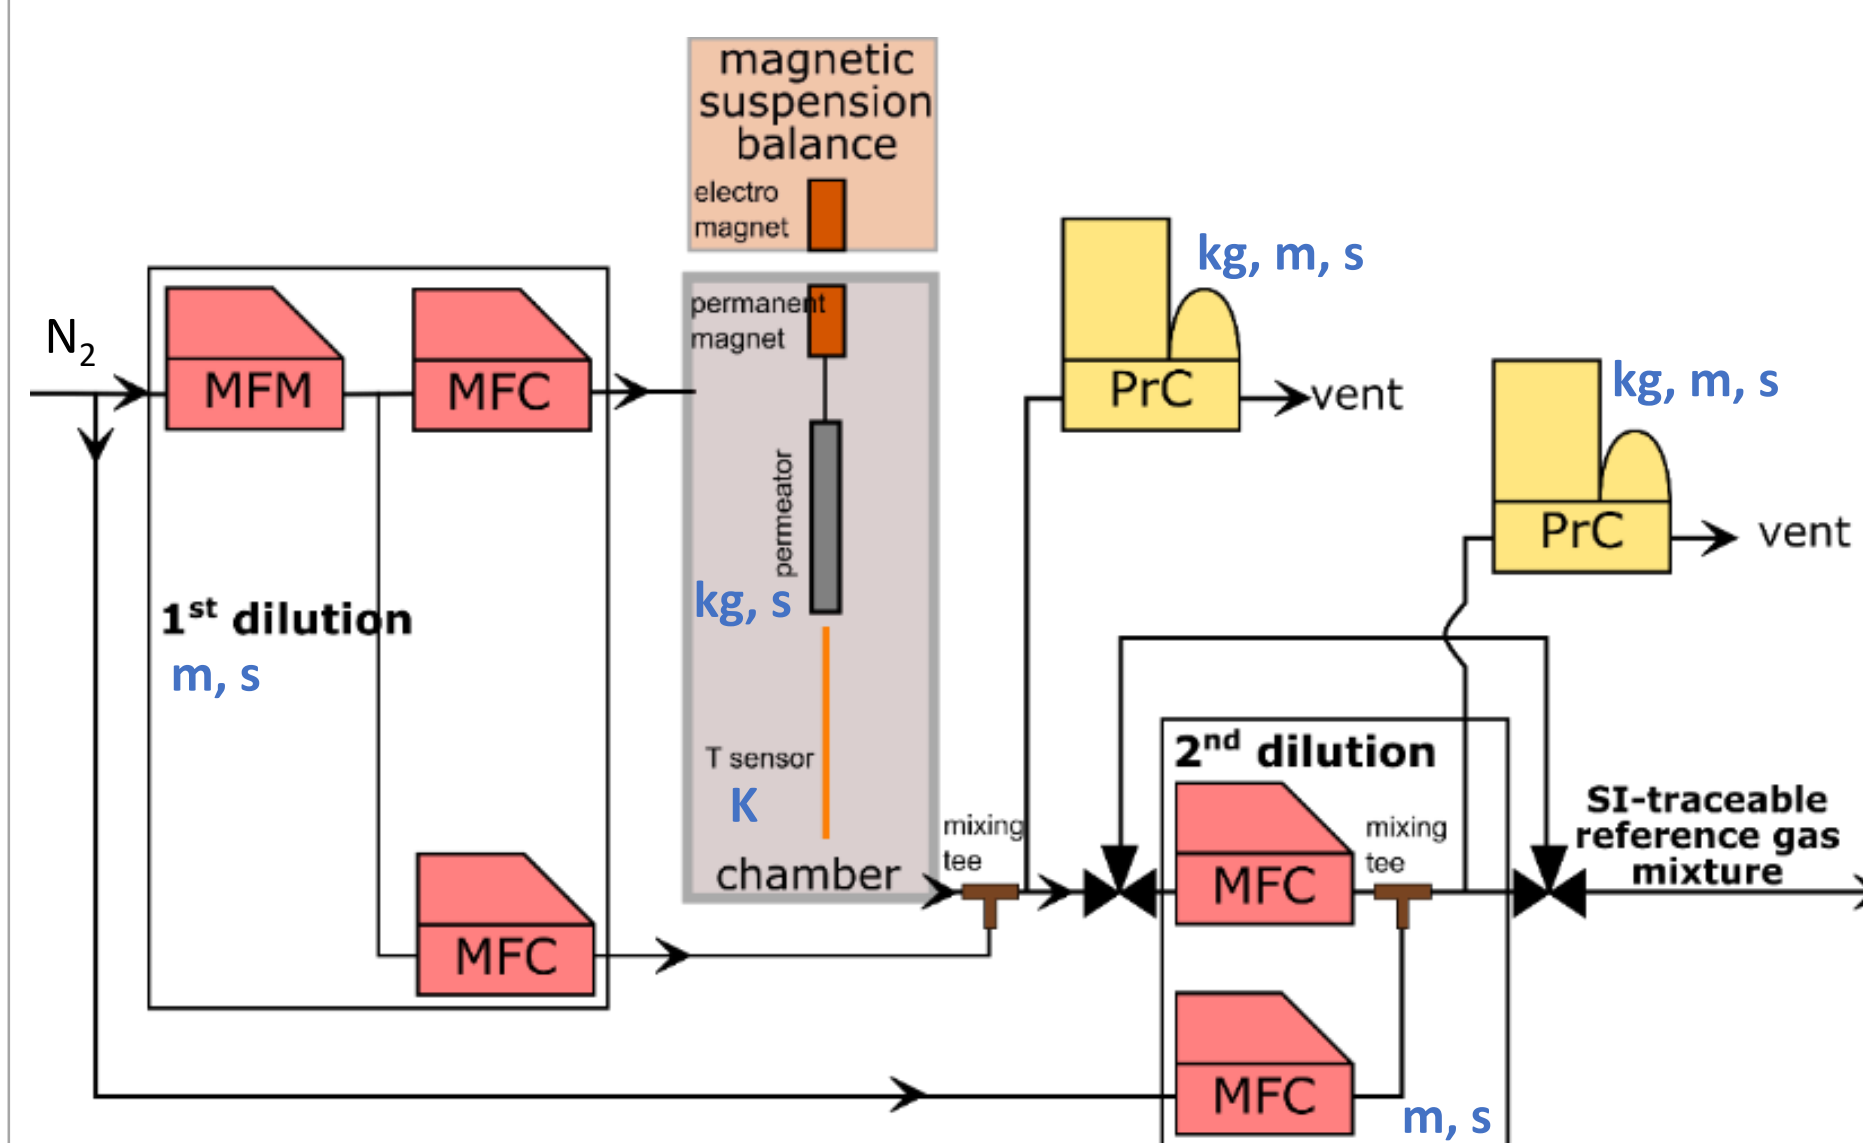 magnetic
suspension
balance
electro
magnet
N2
MFM
MFC
permanent
magnet
permeator
kg, s
1st dilution
m, s
T sensor
K
chamber
MFC
mixing
tee
kg, m, s
PrC
vent
kg, m, s
PrC
vent
2nd dilution
MFC
mixing
tee
MFC
m, s
SI-traceable
reference gas
mixture